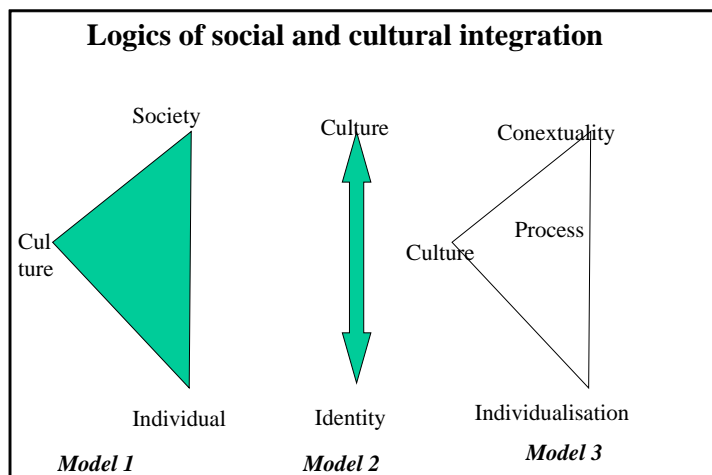 Logics of social and cultural integration
Society
Cul
ture
Individual
Model 1
Culture
Identity
Model 2
Conextuality
Process
Culture
Individualisation
Model 3